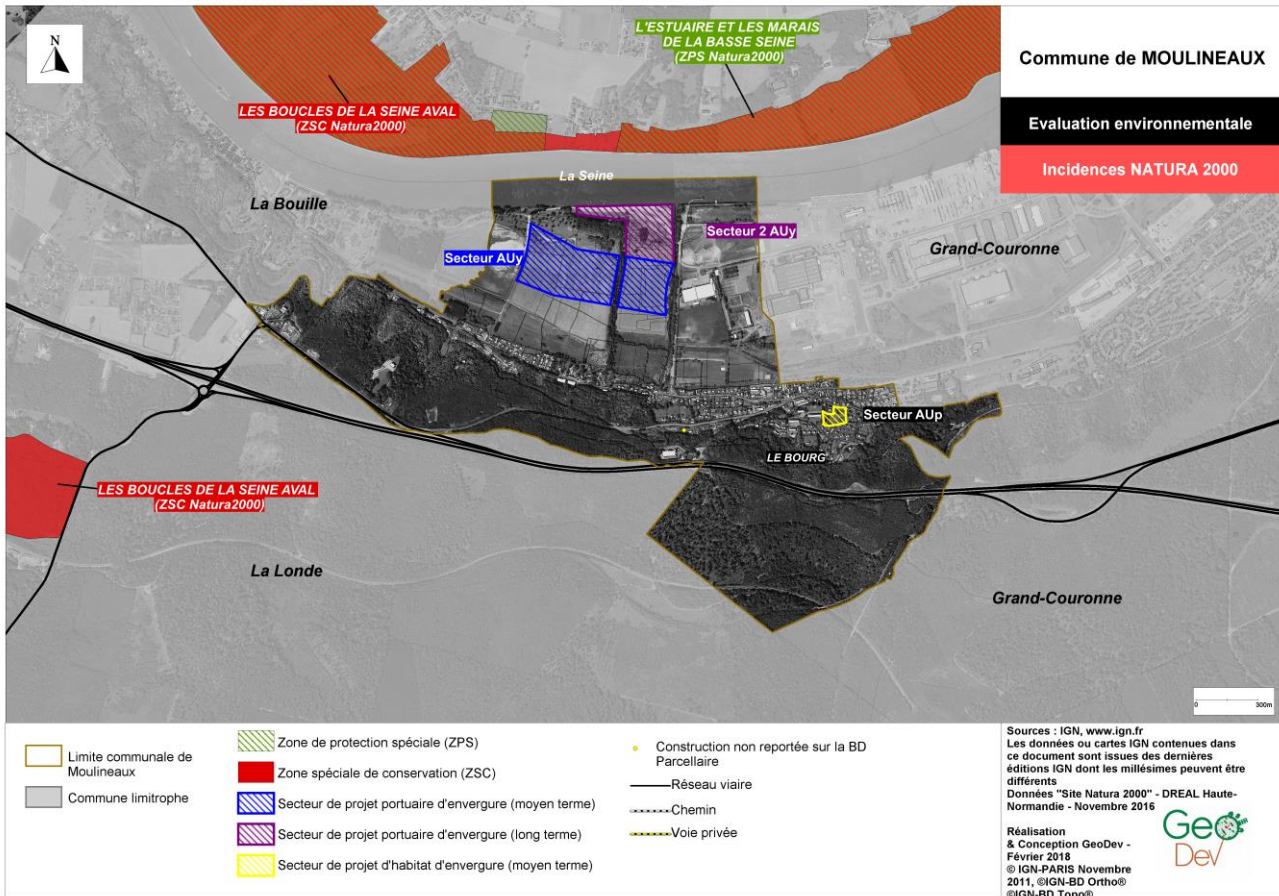 N
L'ESTUAIRE ET LES MARAIS
DE LA BASSE SEINE
(ZPS Natura2000)
LES BOUCLES DE LA SEINE AVAL
(ZSC Natura2000)
Commune de MOULINEAUX
Evaluation environnementale
Incidences NATURA 2000
La Seine
La Bouille
Secteur AUy
Secteur 2 AUy
Grand-Couronne
Secteur AUp
LE BOURG
LES BOUCLES DE LA SEINE AVAL
(ZSC Natura2000)
La Londe
Grand-Couronne
0 300m
Limite communale de
Moulineaux
Commune limitrophe
Zone de protection spéciale (ZPS)
Zone spéciale de conservation (ZSC)
Secteur de projet portuaire d'envergure (moyen terme)
Secteur de projet portuaire d'envergure (long terme)
Secteur de projet d'habitat d'envergure (moyen terme)
Construction non reportée sur la BD
Parcellaire
Réseau viaire
Chemin
Voie privée
Sources : IGN, www.ign.fr
Les données ou cartes IGN contenues dans
ce document sont issues des dernières
éditions IGN dont les millésimes peuvent être
différents
Données "Site Natura 2000" - DREAL Haute-
Normandie - Novembre 2016
Réalisation
& Conception GeoDev -
Février 2018
© IGN-PARIS Novembre
2011, ©IGN-BD Ortho®
©IGN-BD Topo®
Geo
Dev